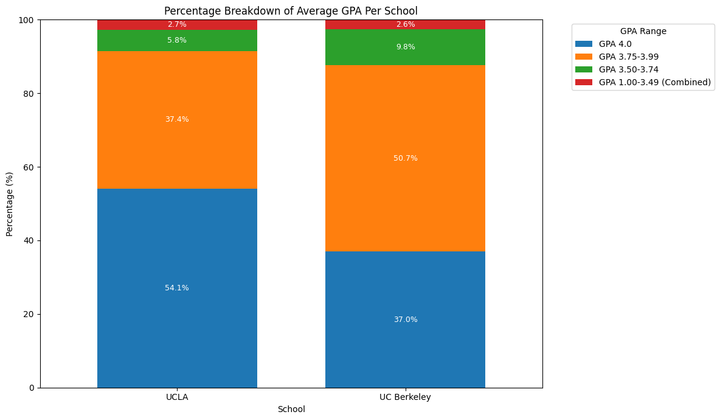 Percentage Breakdown of Average GPA Per School
Percentage (%)
100
80
60
40
20
0
2.7%
5.8%
37.4%
54.1%
2.6%
9.8%
50.7%
37.0%
UCLA
UC Berkeley
School
GPA Range
GPA 4.0
GPA 3.75-3.99
GPA 3.50-3.74
GPA 1.00-3.49 (Combined)